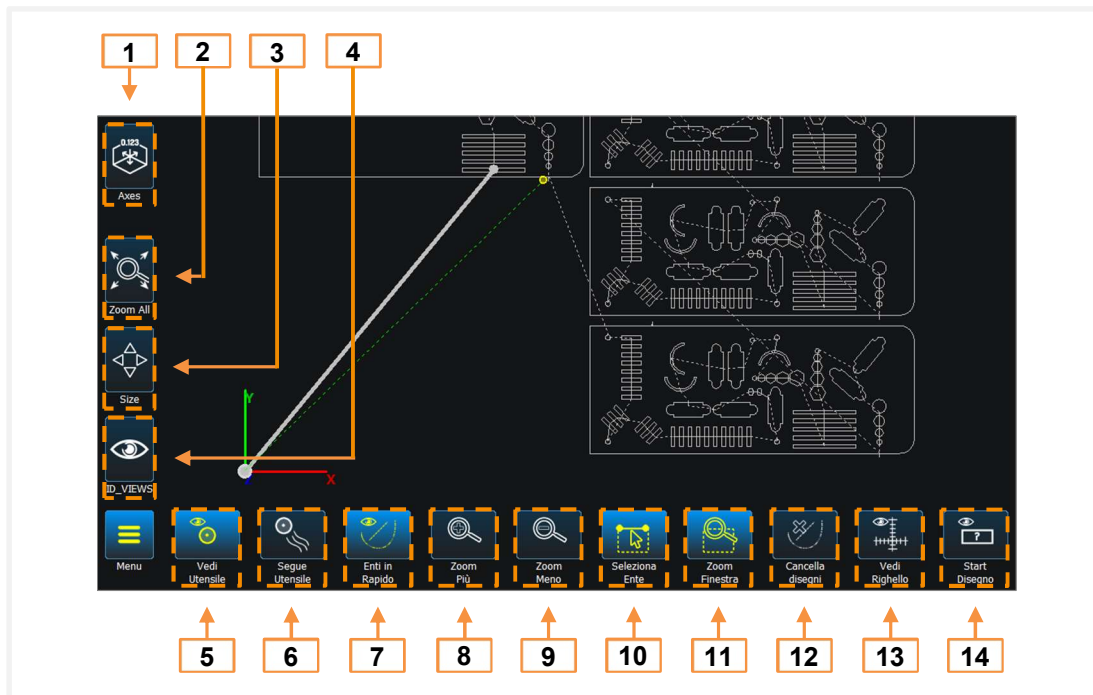 1 2 3 4
0.123
Axes
Zoom All
Size
ID_VIEWS
Y
X
Menu
Vedi
Utensile
Segue
Utensile
Enti in
Rapido
Zoom
Più
Zoom
Meno
Seleziona
Ente
Zoom
Finestra
Cancella
disegni
Vedi
Righello
?
Start
Disegno
5 6 7 8 9 10 11 12 13 14